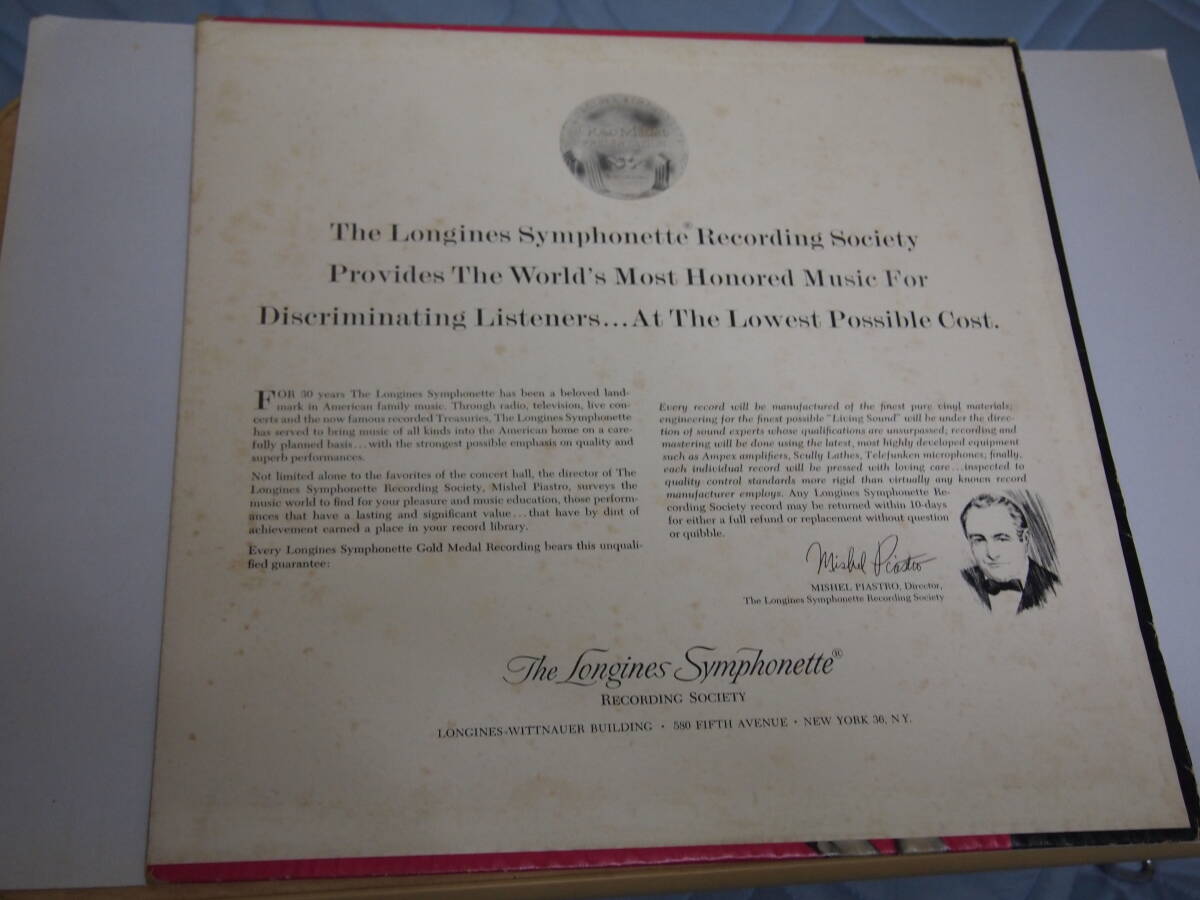 The Longines Symphonette® Recording Society
Provides The World's Most Honored Music For
Discriminating Listeners...At The Lowest Possible Cost.
FOR 30 years The Longines Symphonette has been a beloved land-
mark in American family music. Through radio, television, live con-
certs and the now famous recorded Treasuries, The Longines Symphonette
has served to bring music of all kinds into the American home on a care-
fully planned basis...with the strongest possible emphasis on quality and
superb performances.
Not limited alone to the favorites of the concert hall, the director of The
Longines Symphonette Recording Society, Mishel Piastro, surveys the
music world to find for your pleasure and music education, those perform-
ances that have a lasting and significant value...that have by dint of
achievement earned a place in your record library.
Every Longines Symphonette Gold Medal Recording bears this unquali-
fied guarantee:
Every record will be manufactured of the finest pure vinyl materials;
engineering for the finest possible "Living Sound" will be under the direc-
tion of sound experts whose qualifications are unsurpassed; recording and
mastering will be done using the latest, most highly developed equipment
such as Ampex amplifiers, Scully Lathes, Telefunken microphones; finally,
each individual record will be pressed with loving care...inspected to
quality control standards more rigid than virtually any known record
manufacturer employs. Any Longines Symphonette Re-
cording Society record may be returned within 10-days
for either a full refund or replacement without question
or quibble.
Mishel Piastro
MISHEL PIASTRO, Director,
The Longines Symphonette Recording Society
The Longines Symphonette®
RECORDING SOCIETY
LONGINES-WITTNAUER BUILDING · 580 FIFTH AVENUE · NEW YORK 36, N.Y.